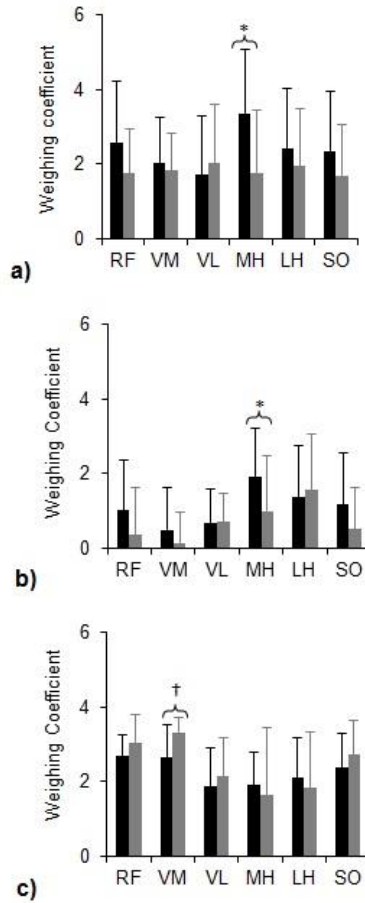 6
*
4
2
0
Weighing coefficient
RF VM VL MH LH SO
a)
6
4
*
2
0
Weighing Coefficient
RF VM VL MH LH SO
b)
6
†
4
2
0
Weighing Coefficient
RF VM VL MH LH SO
c)